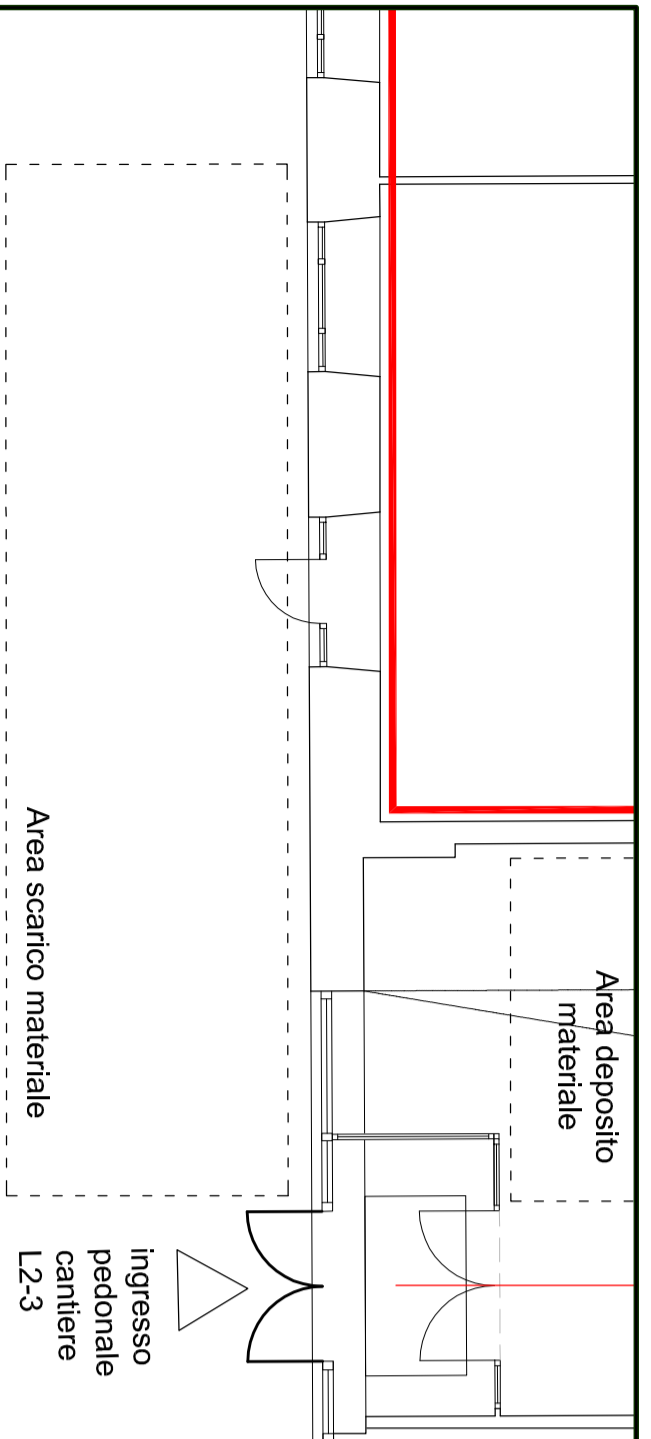 Area deposito
materiale
Area scarico materiale
ingresso
pedonale
cantiere
L2-3